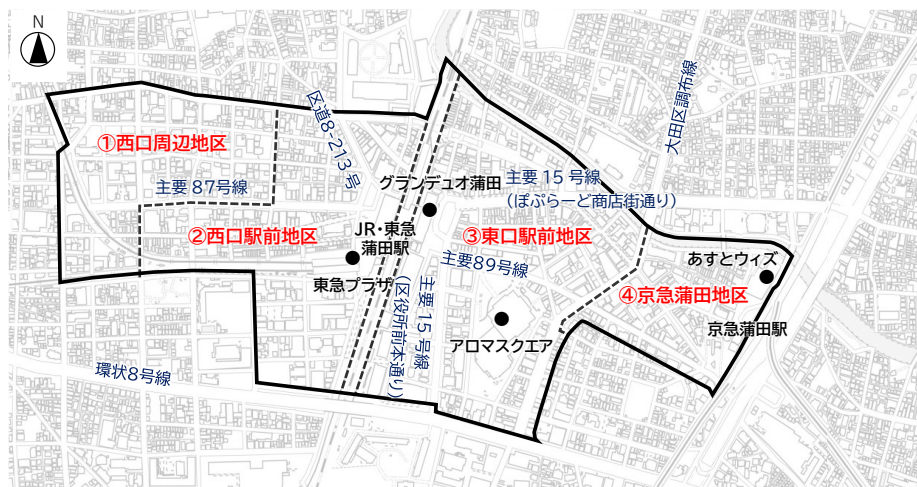 N
①西口周辺地区
区道8-213号
大田区調布線
主要87号線
グランデュオ蒲田
主要15号線
(ぽぷらーど商店街通り)
②西口駅前地区
JR・東急
蒲田駅
③東口駅前地区
東急プラザ
主要89号線
あすとウィズ
④京急蒲田地区
主要15号線
(区役所前本通り)
京急蒲田駅
アロマスクエア
環状8号線